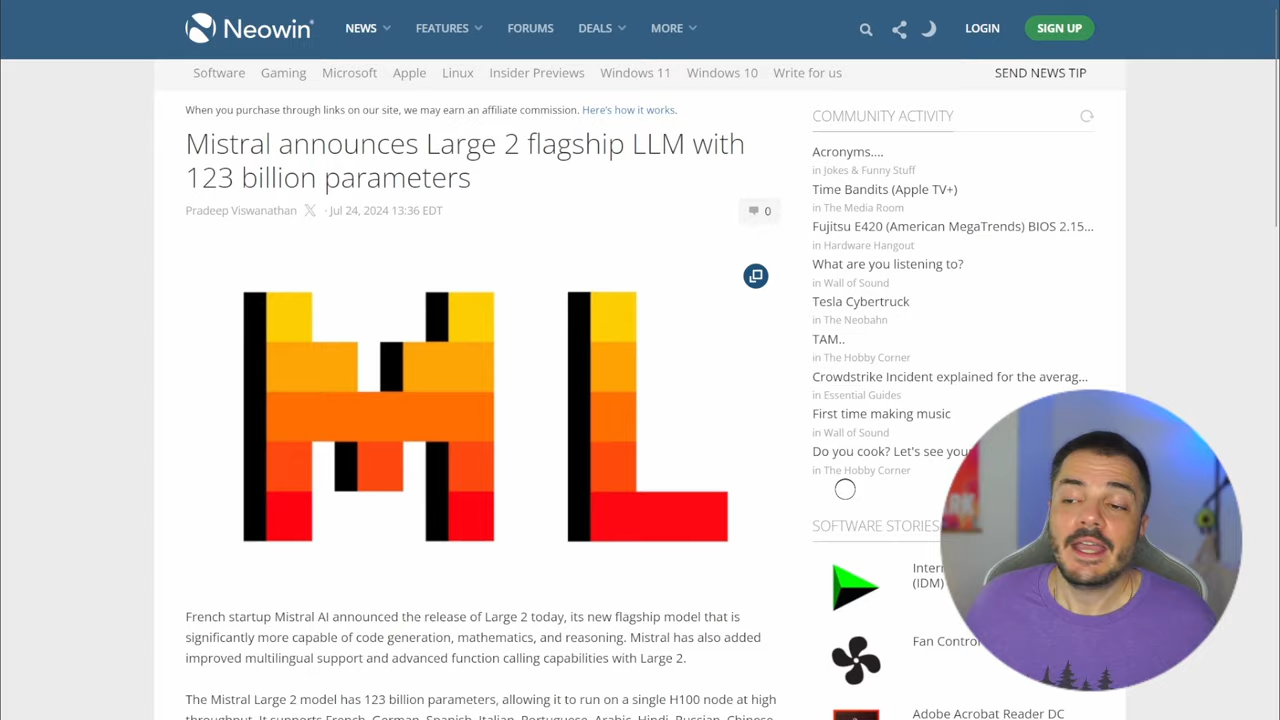 Neowin
NEWS
FEATURES
FORUMS
DEALS
MORE
LOGIN
SIGN UP
Software
Gaming
Microsoft
Apple
Linux
Insider Previews
Windows 11
Windows 10
Write for us
SEND NEWS TIP
When you purchase through links on our site, we may earn an affiliate commission. Here's how it works.
Mistral announces Large 2 flagship LLM with
123 billion parameters
Pradeep Viswanathan · Jul 24, 2024 13:36 EDT
0
M L
French startup Mistral AI announced the release of Large 2 today, its new flagship model that is
significantly more capable of code generation, mathematics, and reasoning. Mistral has also added
improved multilingual support and advanced function calling capabilities with Large 2.
The Mistral Large 2 model has 123 billion parameters, allowing it to run on a single H100 node at high
throughput. It supports French, German, Spanish, Italian, Portuguese, Arabic, Hindi, Russian, Chinese,
COMMUNITY ACTIVITY
Acronyms....
in Jokes & Funny Stuff
Time Bandits (Apple TV+)
in The Media Room
Fujitsu E420 (American MegaTrends) BIOS 2.15...
in Hardware Hangout
What are you listening to?
in Wall of Sound
Tesla Cybertruck
in The Neobahn
TAM..
in The Hobby Corner
Crowdstrike Incident explained for the averag...
in Essential Guides
First time making music
in Wall of Sound
Do you cook? Let's see you
in The Hobby Corner
SOFTWARE STORIES
Inter
(IDM)
Fan Contro
Adobe Acrobat Reader DC